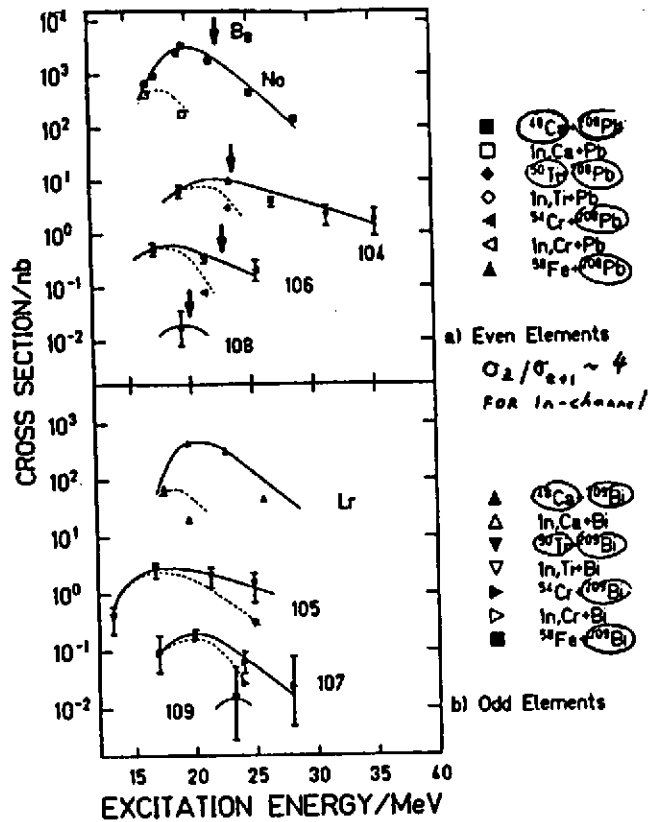 10⁴
10³
10²
10¹
10⁰
10⁻¹
10⁻²
B_B
No
104
106
108
■ ⁴⁸Ca+²⁰⁸Pb
□ 1n,Ca+Pb
◆ ⁵⁰Ti+²⁰⁸Pb
◇ 1n,Ti+Pb
◀ ⁵⁴Cr+²⁰⁸Pb
◁ 1n,Cr+Pb
▲ ⁵⁸Fe+²⁰⁸Pb
a) Even Elements
σ_z/σ_z+1 ~ 4
FOR 1n-channel
CROSS SECTION/nb
10³
10²
10¹
10⁰
10⁻¹
10⁻²
Lr
105
107
109
▲ ⁴⁸Ca+²⁰⁹Bi
△ 1n,Ca+Bi
▼ ⁵⁰Ti+²⁰⁹Bi
▽ 1n,Ti+Bi
▶ ⁵⁴Cr+²⁰⁹Bi
▷ 1n,Cr+Bi
■ ⁵⁸Fe+²⁰⁹Bi
b) Odd Elements
15 20 25 30 35 40
EXCITATION ENERGY/MeV